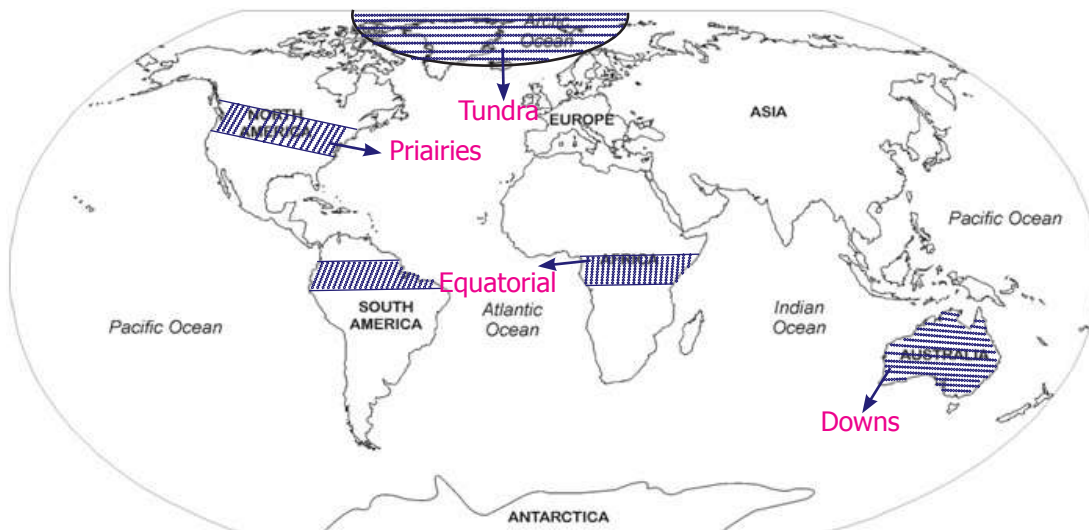 Arctic
Ocean
Tundra
NORTH
AMERICA
EUROPE
ASIA
Priairies
Pacific Ocean
AFRICA
Equatorial
SOUTH
AMERICA
Atlantic
Ocean
Indian
Ocean
Pacific Ocean
AUSTRALIA
Downs
ANTARCTICA